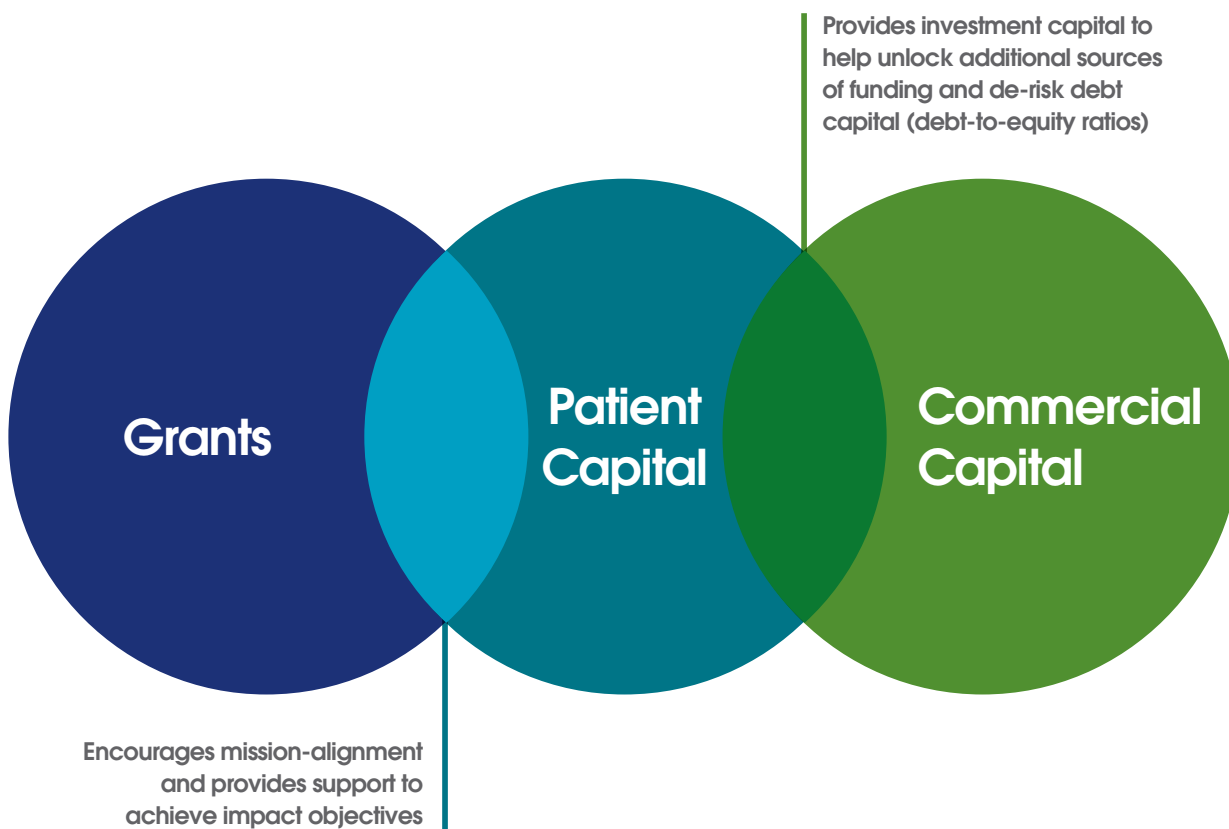 Provides investment capital to
help unlock additional sources
of funding and de-risk debt
capital (debt-to-equity ratios)
Grants
Patient
Capital
Commercial
Capital
Encourages mission-alignment
and provides support to
achieve impact objectives